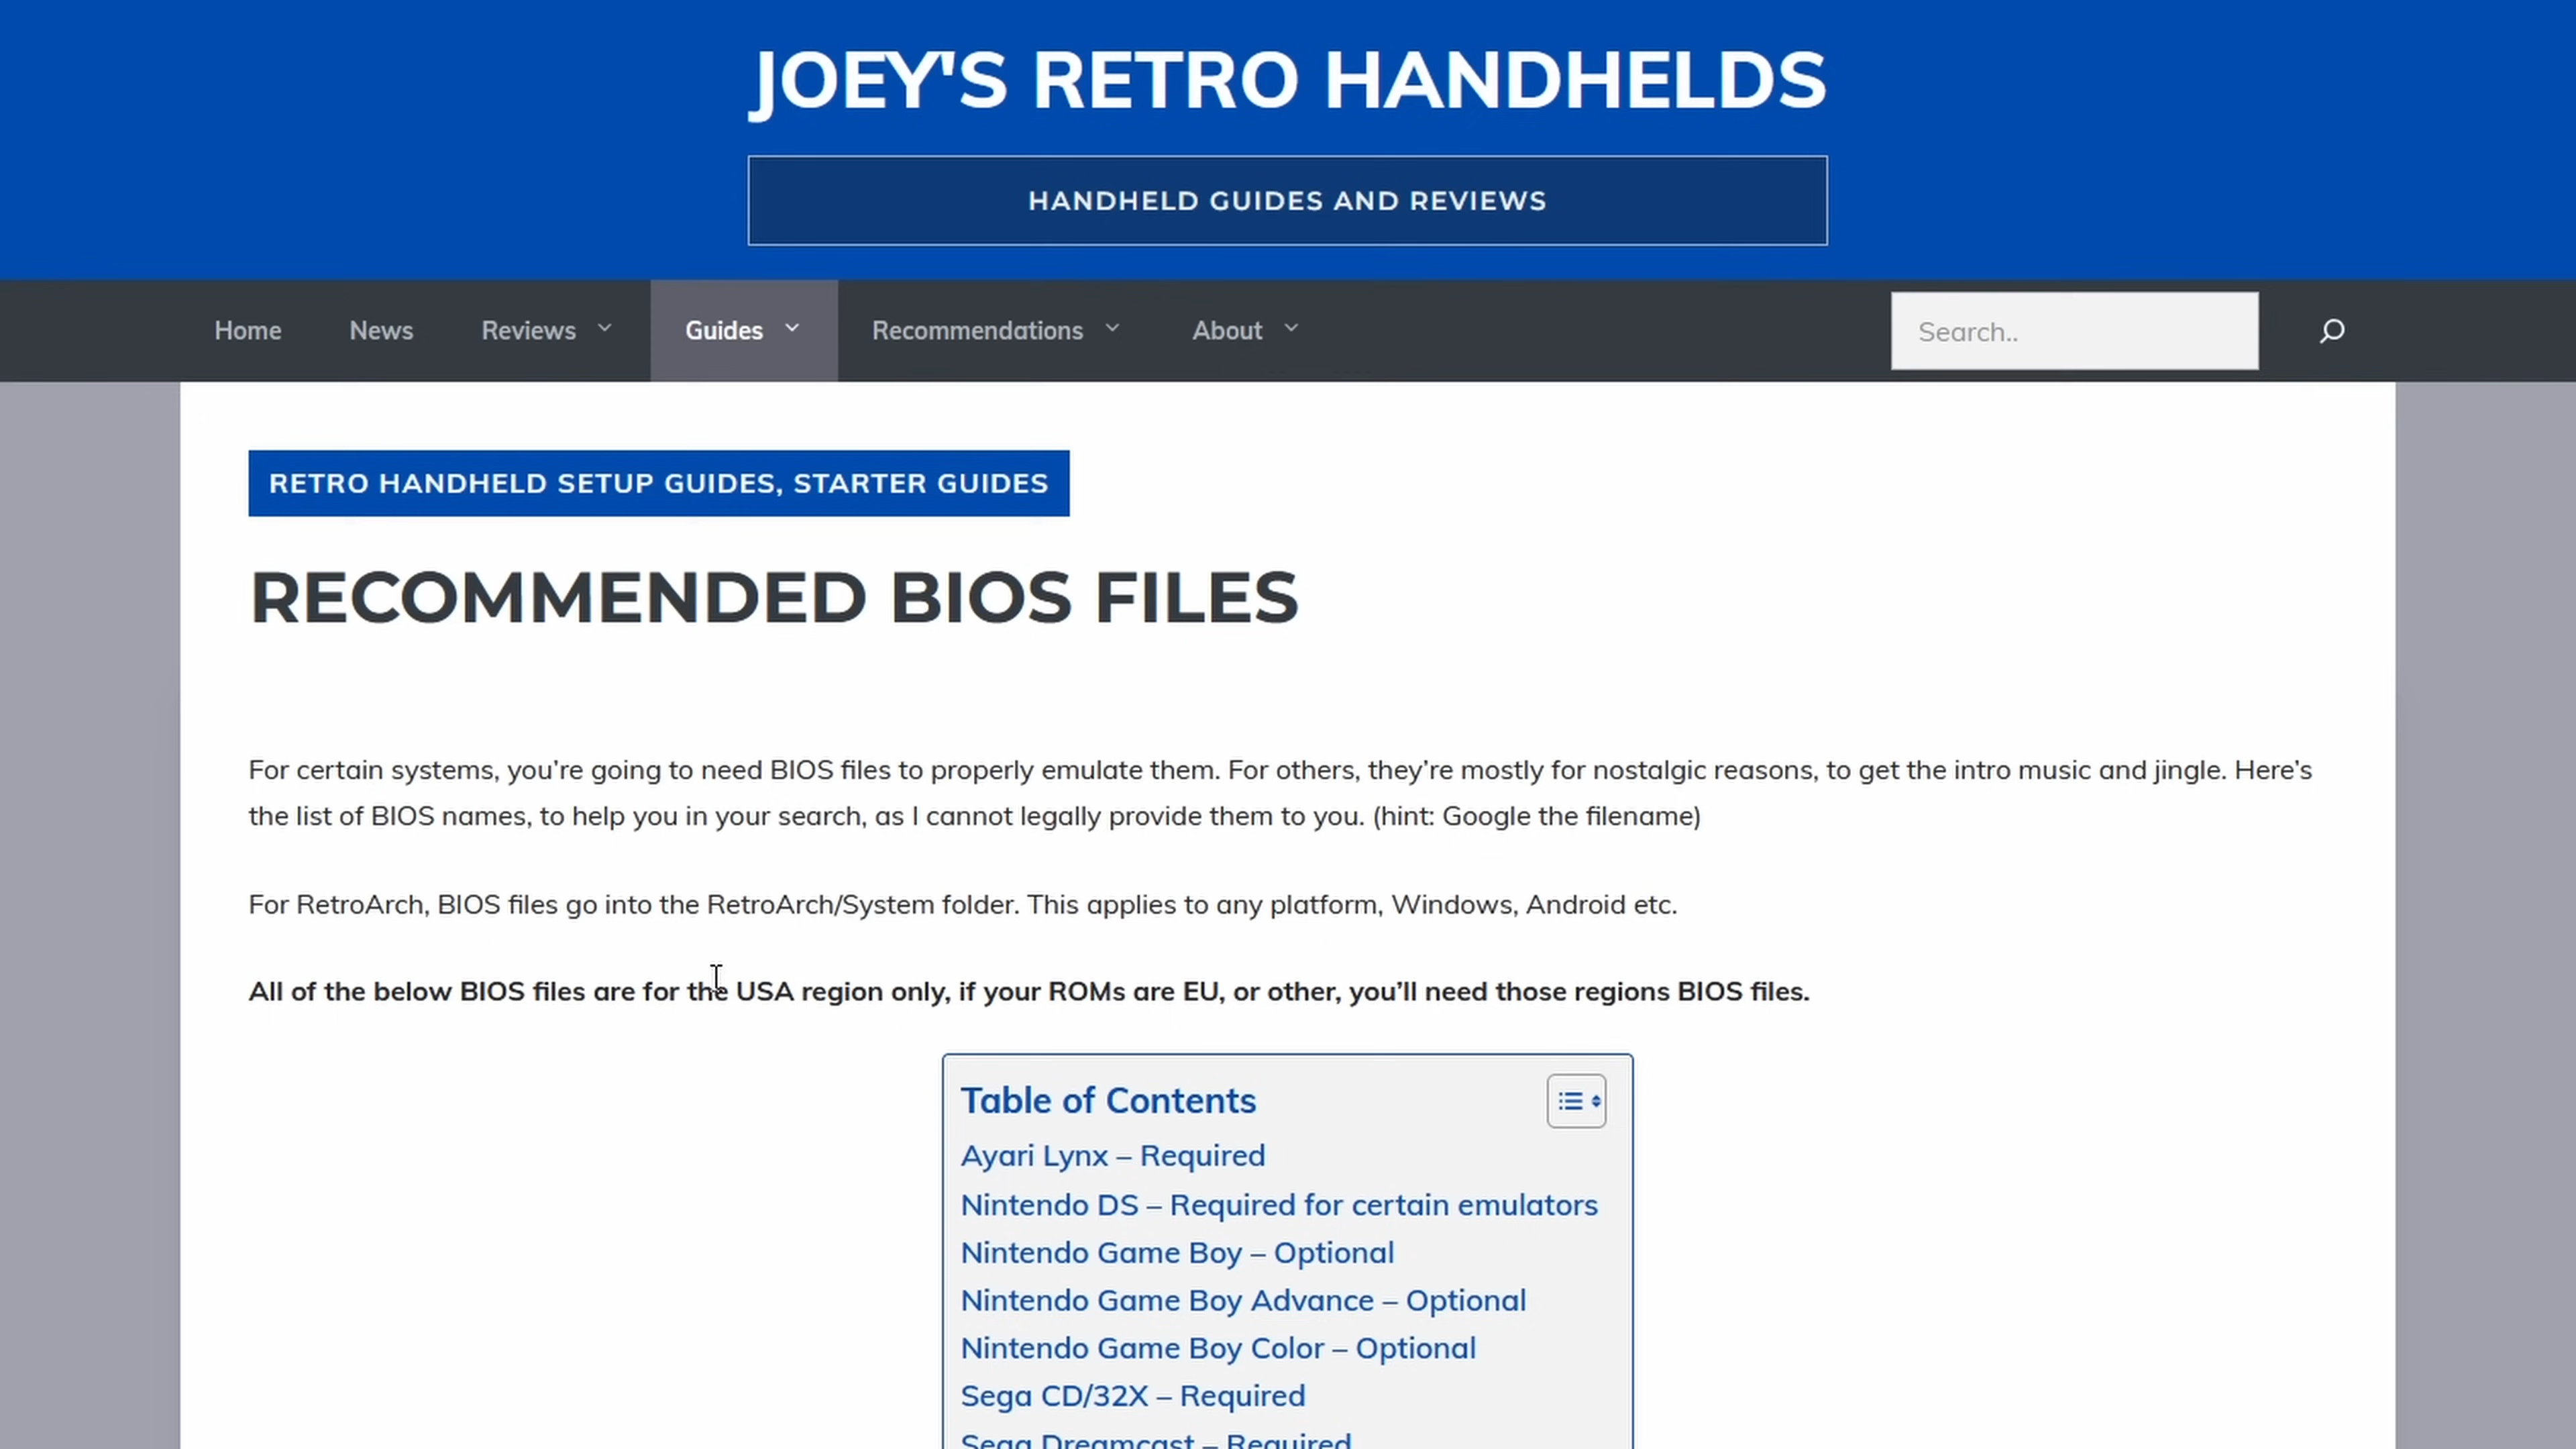 JOEY'S RETRO HANDHELDS
HANDHELD GUIDES AND REVIEWS
Home News Reviews Guides Recommendations About Search..
RETRO HANDHELD SETUP GUIDES, STARTER GUIDES
RECOMMENDED BIOS FILES
For certain systems, you're going to need BIOS files to properly emulate them. For others, they're mostly for nostalgic reasons, to get the intro music and jingle. Here's
the list of BIOS names, to help you in your search, as I cannot legally provide them to you. (hint: Google the filename)
For RetroArch, BIOS files go into the RetroArch/System folder. This applies to any platform, Windows, Android etc.
All of the below BIOS files are for the USA region only, if your ROMs are EU, or other, you'll need those regions BIOS files.
Table of Contents
Ayari Lynx – Required
Nintendo DS – Required for certain emulators
Nintendo Game Boy – Optional
Nintendo Game Boy Advance – Optional
Nintendo Game Boy Color – Optional
Sega CD/32X – Required
Sega Dreamcast – Required